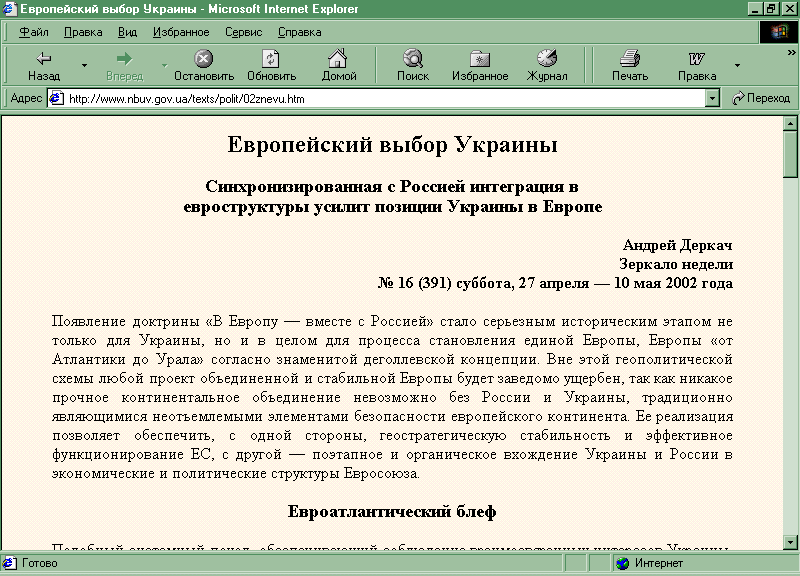 Европейский выбор Украины - Microsoft Internet Explorer
Файл Правка Вид Избранное Сервис Справка
Назад Вперед Остановить Обновить Домой Поиск Избранное Журнал Печать Правка
Адрес http://www.nbuv.gov.ua/texts/polit/02znevu.htm Переход
Европейский выбор Украины
Синхронизированная с Россией интеграция в
евроструктуры усилит позиции Украины в Европе
Андрей Деркач
Зеркало недели
№ 16 (391) суббота, 27 апреля — 10 мая 2002 года
Появление доктрины «В Европу — вместе с Россией» стало серьезным историческим этапом не
только для Украины, но и в целом для процесса становления единой Европы, Европы «от
Атлантики до Урала» согласно знаменитой деголлевской концепции. Вне этой геополитической
схемы любой проект объединенной и стабильной Европы будет заведомо ущербен, так как никакое
прочное континентальное объединение невозможно без России и Украины, традиционно
являющимися неотъемлемыми элементами безопасности европейского континента. Ее реализация
позволяет обеспечить, с одной стороны, геостратегическую стабильность и эффективное
функционирование ЕС, с другой — поэтапное и органическое вхождение Украины и России в
экономические и политические структуры Евросоюза.
Евроатлантический блеф
Готово Интернет